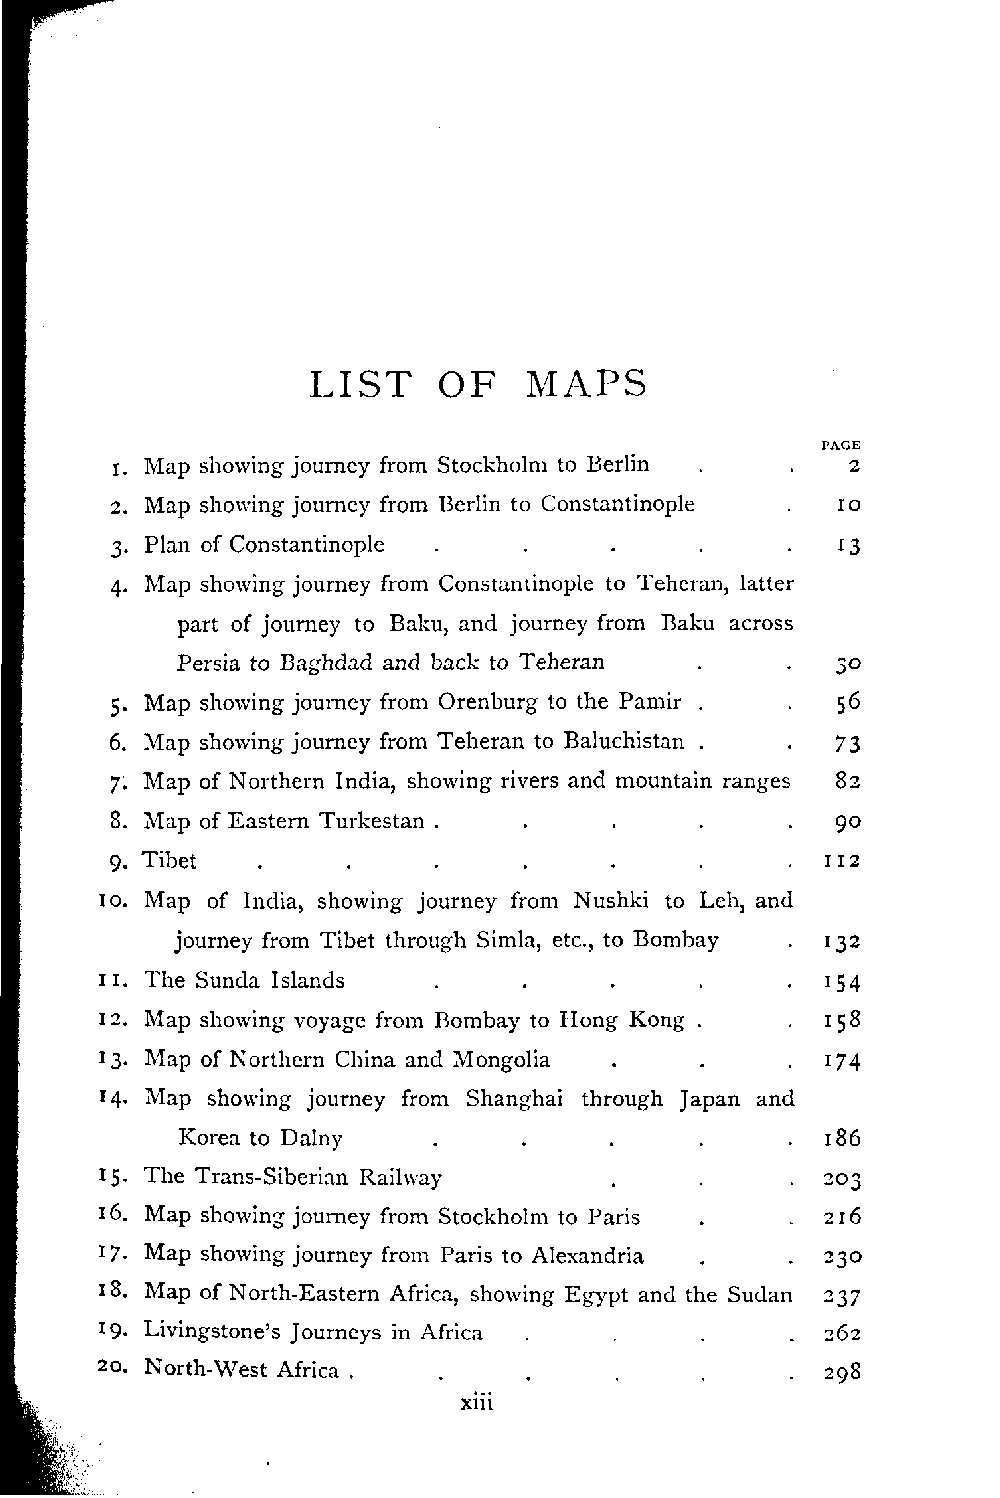 LIST OF MAPS
PAGE
1. Map showing journey from Stockholm to Berlin . . 2
2. Map showing journey from Berlin to Constantinople . 10
3. Plan of Constantinople . . . . . 13
4. Map showing journey from Constantinople to Teheran, latter
part of journey to Baku, and journey from Baku across
Persia to Baghdad and back to Teheran . . 30
5. Map showing journey from Orenburg to the Pamir . . 56
6. Map showing journey from Teheran to Baluchistan . . 73
7. Map of Northern India, showing rivers and mountain ranges 82
8. Map of Eastern Turkestan . . . . . 90
9. Tibet . . . . . . . 112
10. Map of India, showing journey from Nushki to Leh, and
journey from Tibet through Simla, etc., to Bombay . 132
11. The Sunda Islands . . . . . 154
12. Map showing voyage from Bombay to Hong Kong . . 158
13. Map of Northern China and Mongolia . . . 174
14. Map showing journey from Shanghai through Japan and
Korea to Dalny . . . . . 186
15. The Trans-Siberian Railway . . . 203
16. Map showing journey from Stockholm to Paris . . 216
17. Map showing journey from Paris to Alexandria . . 230
18. Map of North-Eastern Africa, showing Egypt and the Sudan 237
19. Livingstone's Journeys in Africa . . . . 262
20. North-West Africa . . . . . . 298
xiii